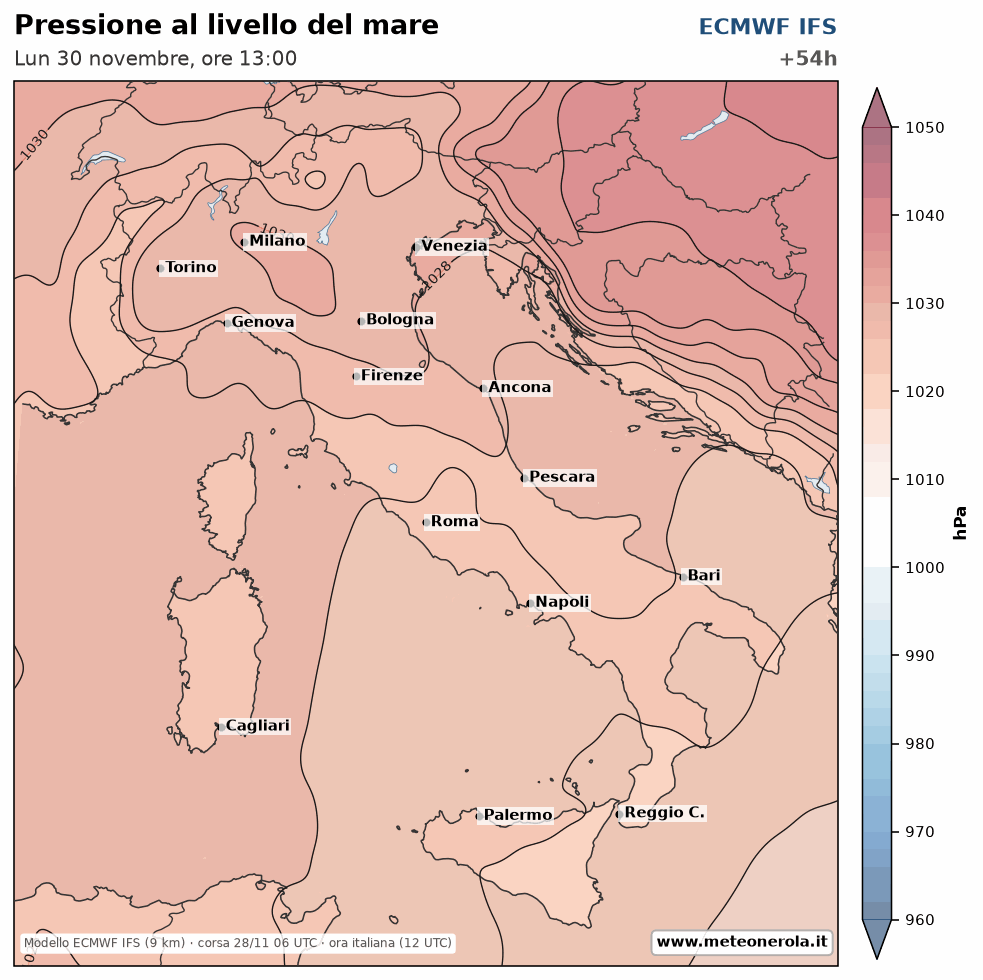 Pressione al livello del mare
ECMWF IFS
Lun 30 novembre, ore 13:00
+54h
1030
Milano
Venezia
Torino
1028
Genova
Bologna
Firenze
Ancona
Pescara
Roma
Bari
Napoli
Cagliari
Palermo
Reggio C.
1050
1040
1030
1020
1010
1000
990
980
970
960
hPa
Modello ECMWF IFS (9 km) · corsa 28/11 06 UTC · ora italiana (12 UTC)
www.meteonerola.it